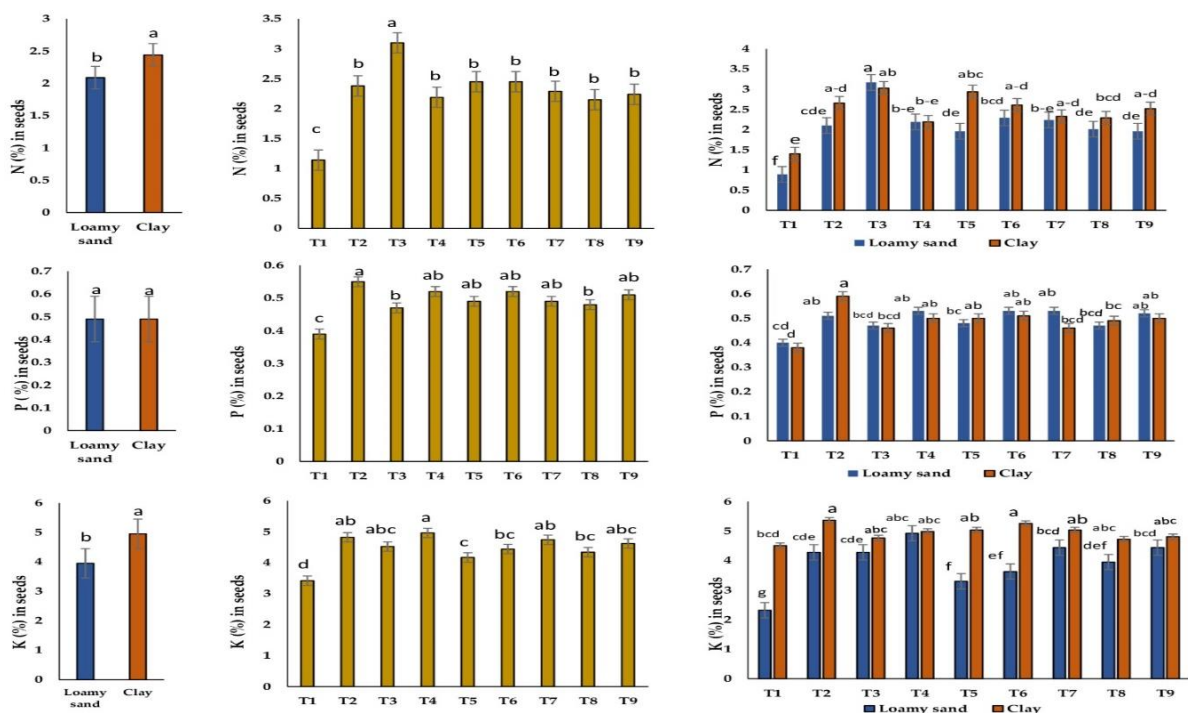 N (%) in seeds
3
2.5
2
1.5
1
0.5
0
b
a
Loamy sand
Clay
N (%) in seeds
3.5
3
2.5
2
1.5
1
0.5
0
c
b
a
b
b
b
b
b
b
T1 T2 T3 T4 T5 T6 T7 T8 T9
N (%) in seeds
4
3.5
3
2.5
2
1.5
1
0.5
0
f e
cde a-d
a ab
b-e b-e
de abc
bcd a-d
b-e a-d
de bcd
de a-d
T1 T2 T3 T4 T5 T6 T7 T8 T9
Loamy sand Clay
P (%) in seeds
0.7
0.6
0.5
0.4
0.3
0.2
0.1
0
a
a
Loamy sand
Clay
P (%) in seeds
0.6
0.5
0.4
0.3
0.2
0.1
0
c
a
b
ab
ab
ab
ab
b
ab
T1 T2 T3 T4 T5 T6 T7 T8 T9
P (%) in seeds
0.7
0.6
0.5
0.4
0.3
0.2
0.1
0
cd d
ab a
bcd bcd
ab ab
bc ab
ab ab
ab bcd
bcd bc
ab ab
T1 T2 T3 T4 T5 T6 T7 T8 T9
Loamy sand Clay
K (%) in seeds
6
5
4
3
2
1
0
b
a
Loamy sand
Clay
K (%) in seeds
6
5
4
3
2
1
0
d
ab
abc
a
c
bc
ab
bc
abc
T1 T2 T3 T4 T5 T6 T7 T8 T9
K (%) in seeds
6
5
4
3
2
1
0
g bcd
cde a
cde abc
abc abc
f ab
ef a
bcd ab
def abc
bcd abc
T1 T2 T3 T4 T5 T6 T7 T8 T9
Loamy sand Clay